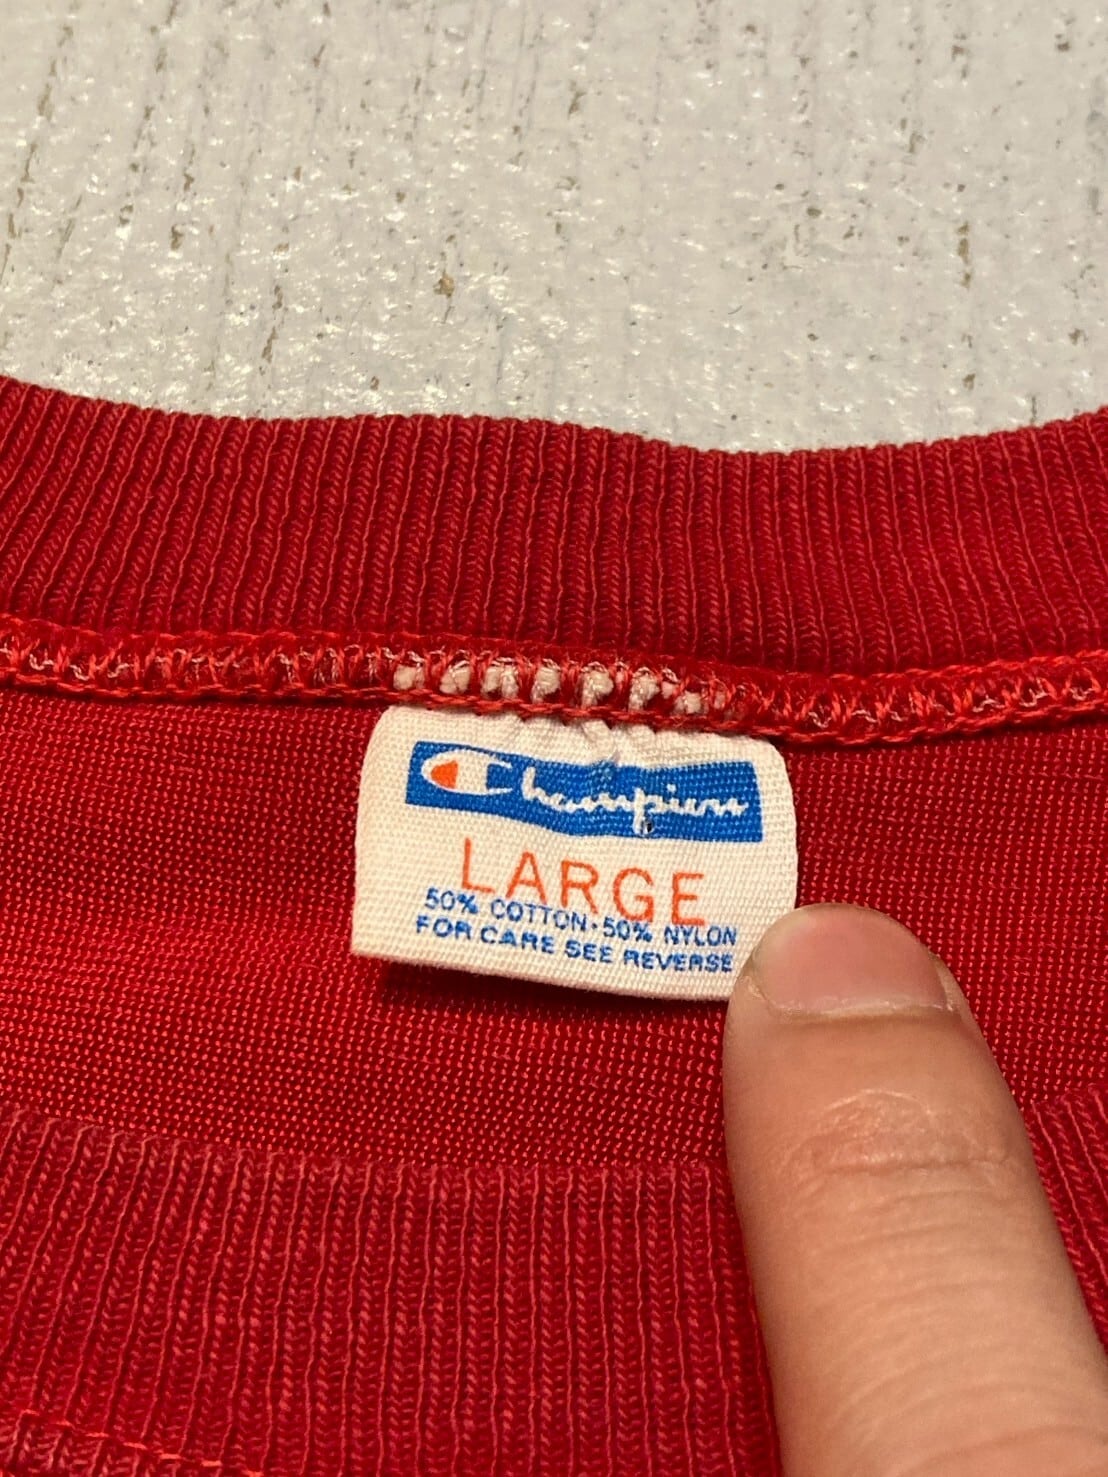 Champion
LARGE
50% COTTON·50% NYLON
FOR CARE SEE REVERSE